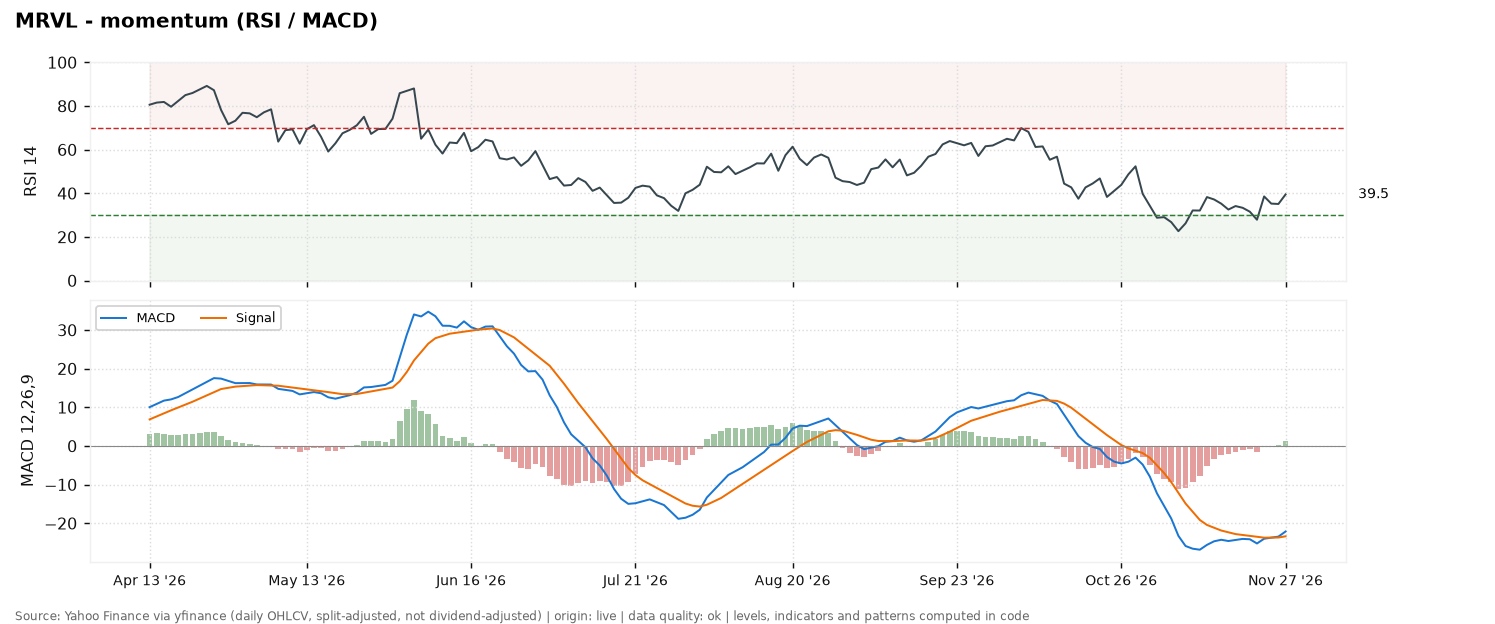 MRVL - momentum (RSI / MACD)
100
80
60
40
20
0
RSI 14
39.5
MACD
Signal
30
20
10
0
−10
−20
MACD 12,26,9
Apr 13 '26
May 13 '26
Jun 16 '26
Jul 21 '26
Aug 20 '26
Sep 23 '26
Oct 26 '26
Nov 27 '26
Source: Yahoo Finance via yfinance (daily OHLCV, split-adjusted, not dividend-adjusted) | origin: live | data quality: ok | levels, indicators and patterns computed in code